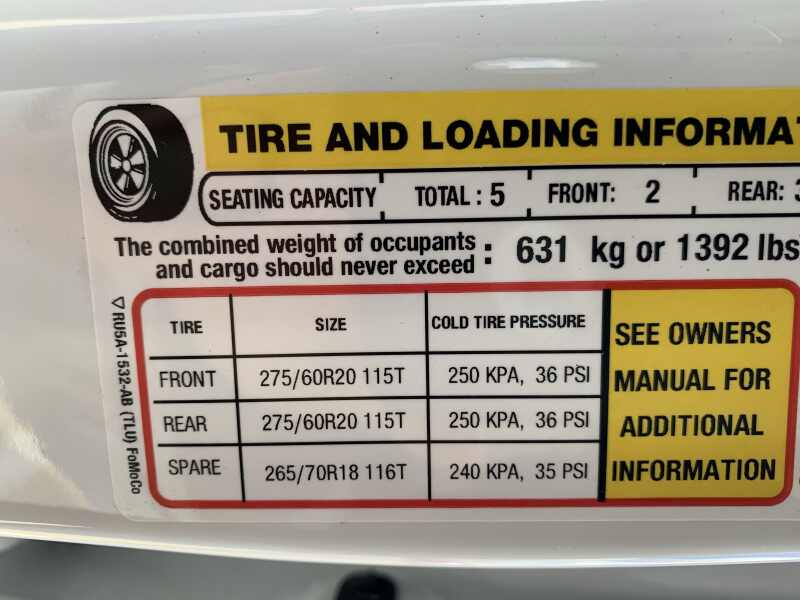 TIRE AND LOADING INFORMA
SEATING CAPACITY TOTAL : 5 FRONT: 2 REAR:
The combined weight of occupants
and cargo should never exceed : 631 kg or 1392 lbs
TIRE SIZE COLD TIRE PRESSURE
FRONT 275/60R20 115T 250 KPA, 36 PSI
REAR 275/60R20 115T 250 KPA, 36 PSI
SPARE 265/70R18 116T 240 KPA, 35 PSI
SEE OWNERS
MANUAL FOR
ADDITIONAL
INFORMATION
RU5A-1532-AB (TLU) FoMoCo